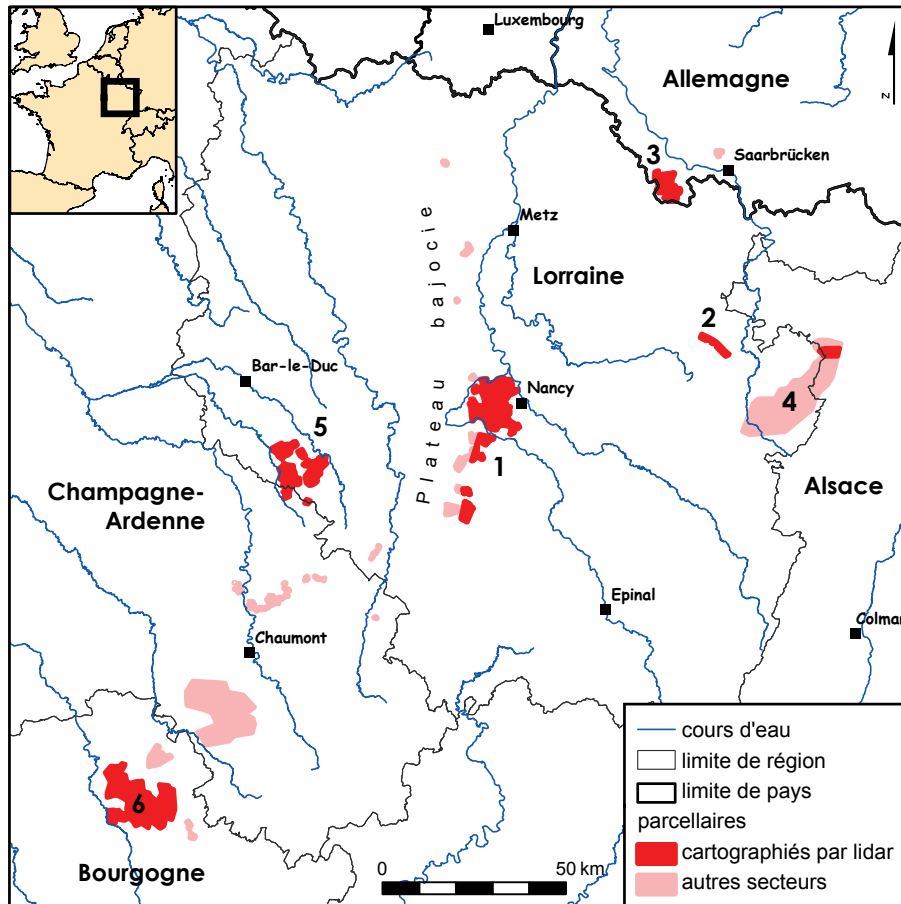 Luxembourg
Allemagne
z
3
Saarbrücken
Metz
Lorraine
Plateau bajocie
2
Bar-le-Duc
Nancy
4
5
1
Champagne-
Ardenne
Alsace
Epinal
Colmar
Chaumont
6
Bourgogne
0 50 km
cours d'eau
limite de région
limite de pays
parcellaires
cartographiés par lidar
autres secteurs